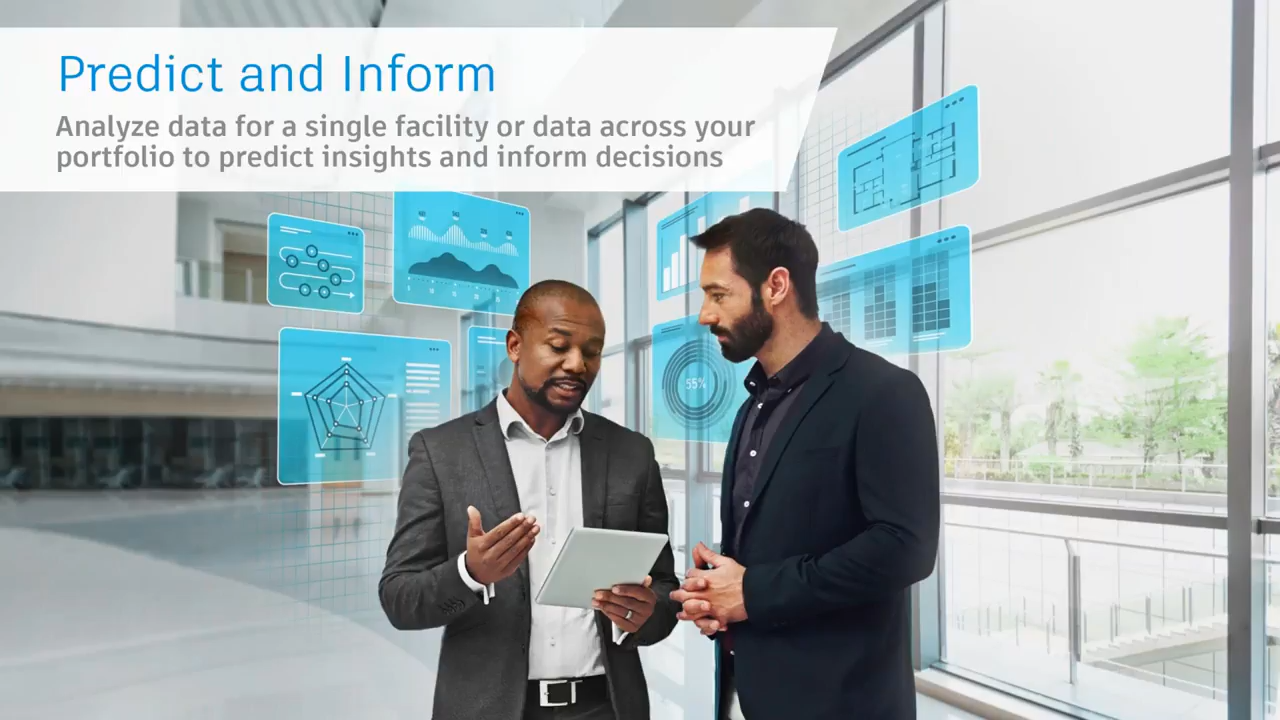 Predict and Inform
Analyze data for a single facility or data across your
portfolio to predict insights and inform decisions
55%